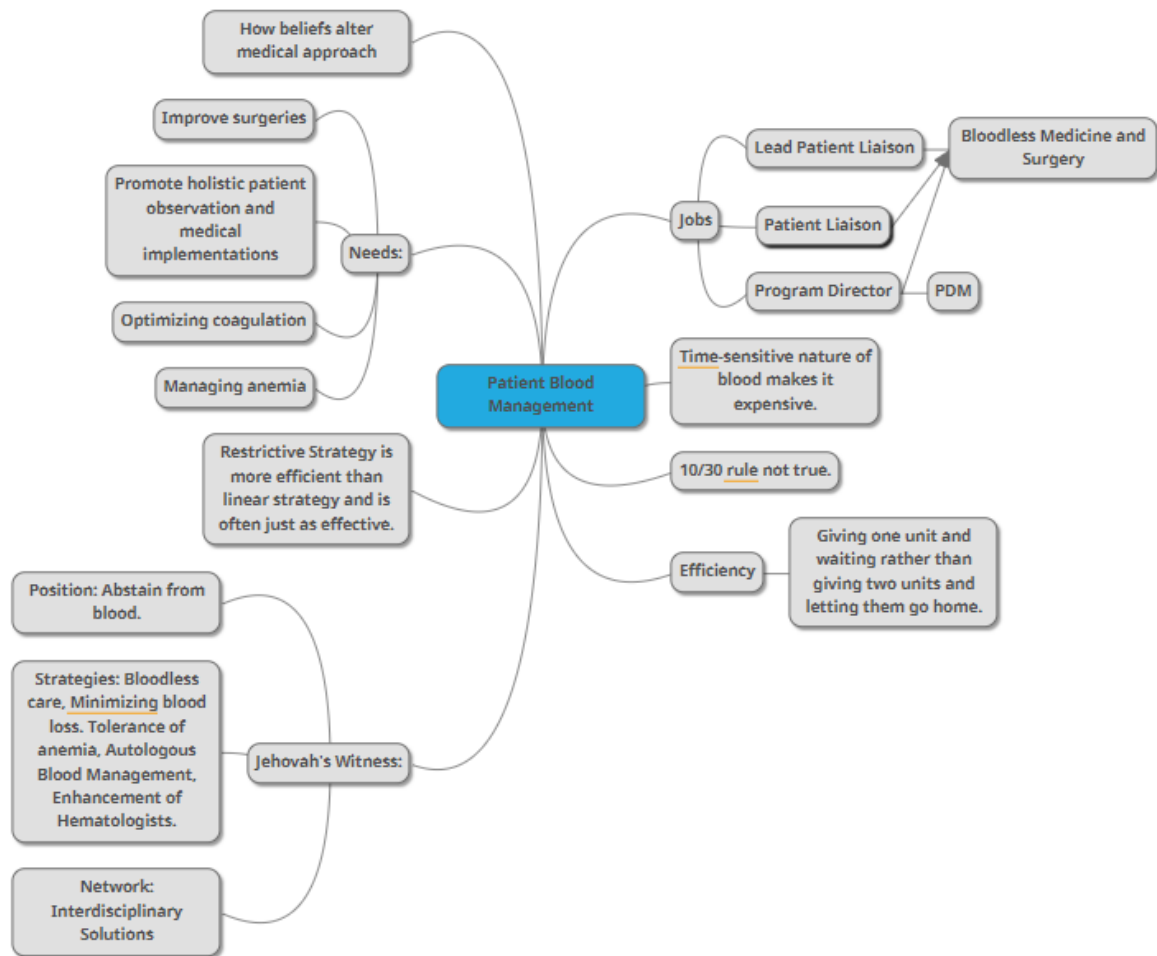 How beliefs alter
medical approach
Improve surgeries
Promote holistic patient
observation and
medical
implementations
Needs:
Optimizing coagulation
Managing anemia
Restrictive Strategy is
more efficient than
linear strategy and is
often just as effective.
Position: Abstain from
blood.
Strategies: Bloodless
care, Minimizing blood
loss. Tolerance of
anemia, Autologous
Blood Management,
Enhancement of
Hematologists.
Jehovah's Witness:
Network:
Interdisciplinary
Solutions
Patient Blood
Management
Jobs
Lead Patient Liaison
Bloodless Medicine and
Surgery
Patient Liaison
Program Director
PDM
Time-sensitive nature of
blood makes it
expensive.
10/30 rule not true.
Efficiency
Giving one unit and
waiting rather than
giving two units and
letting them go home.